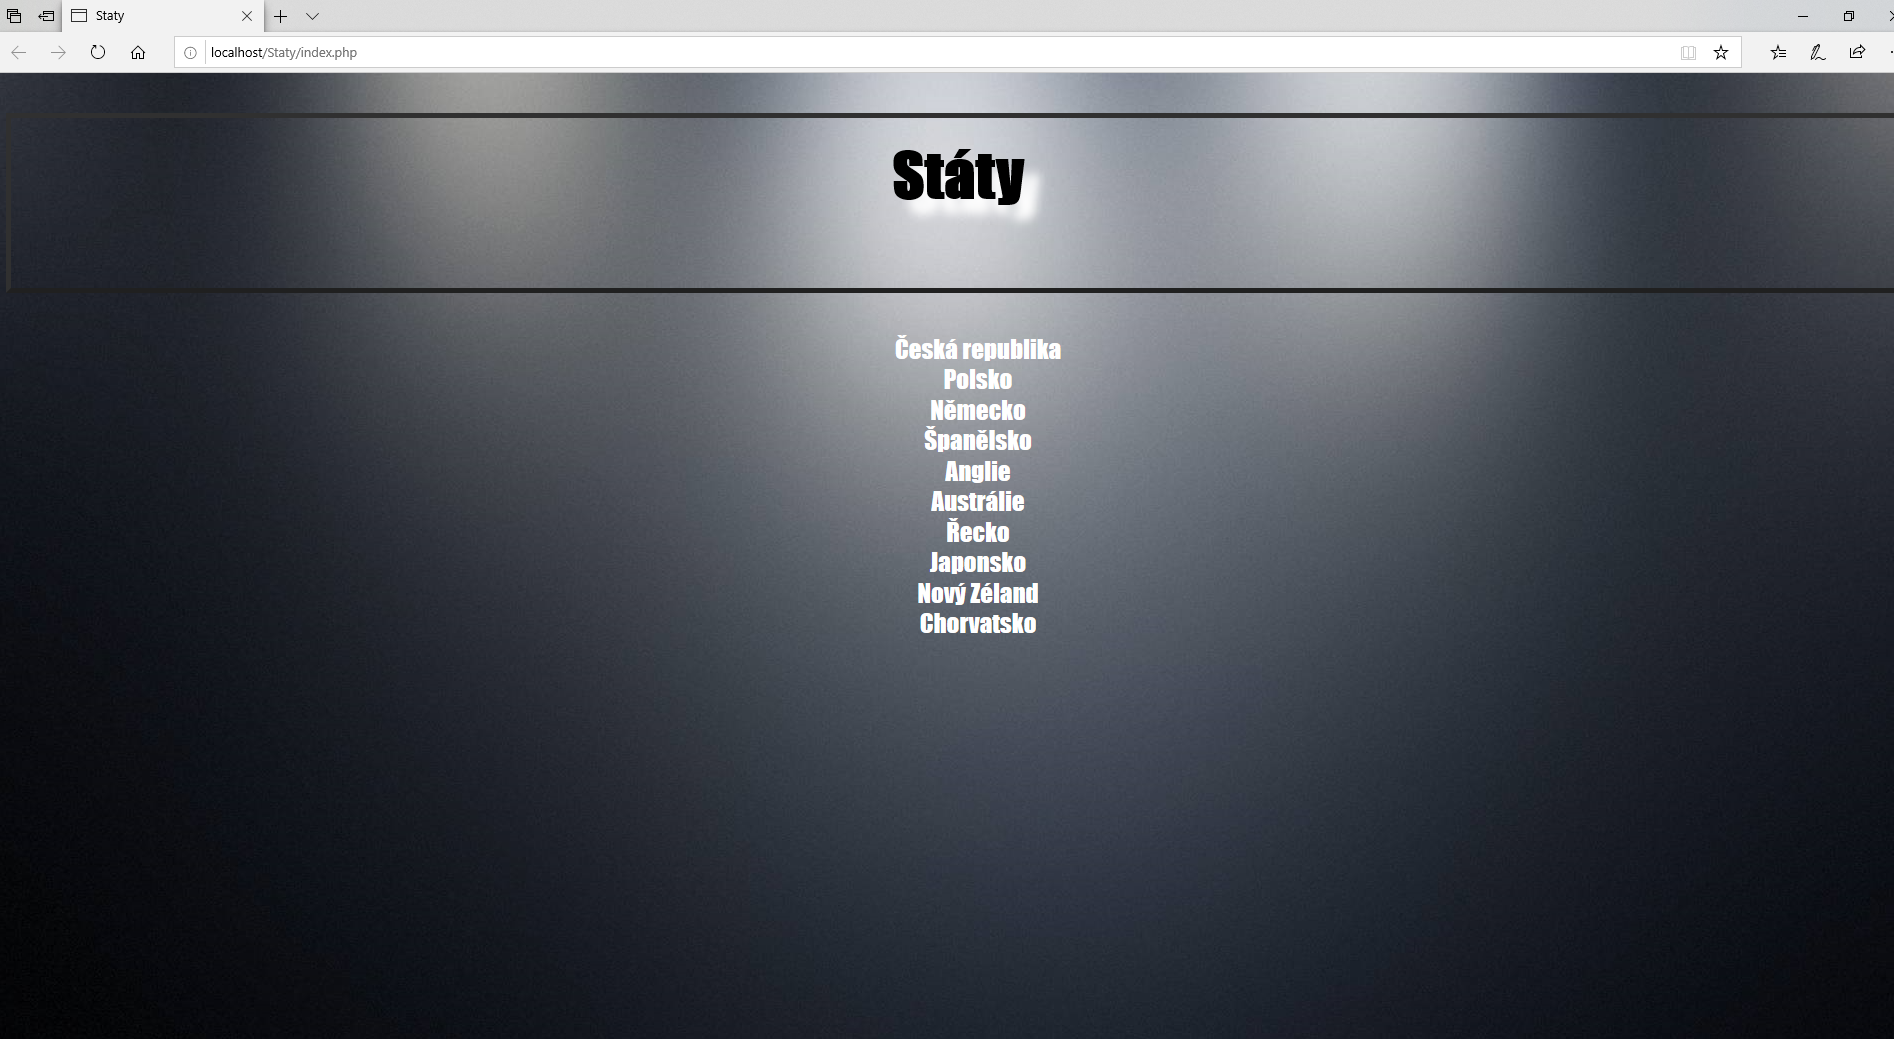 Staty
localhost/Staty/index.php
Státy
Česká republika
Polsko
Německo
Španělsko
Anglie
Austrálie
Řecko
Japonsko
Nový Zéland
Chorvatsko